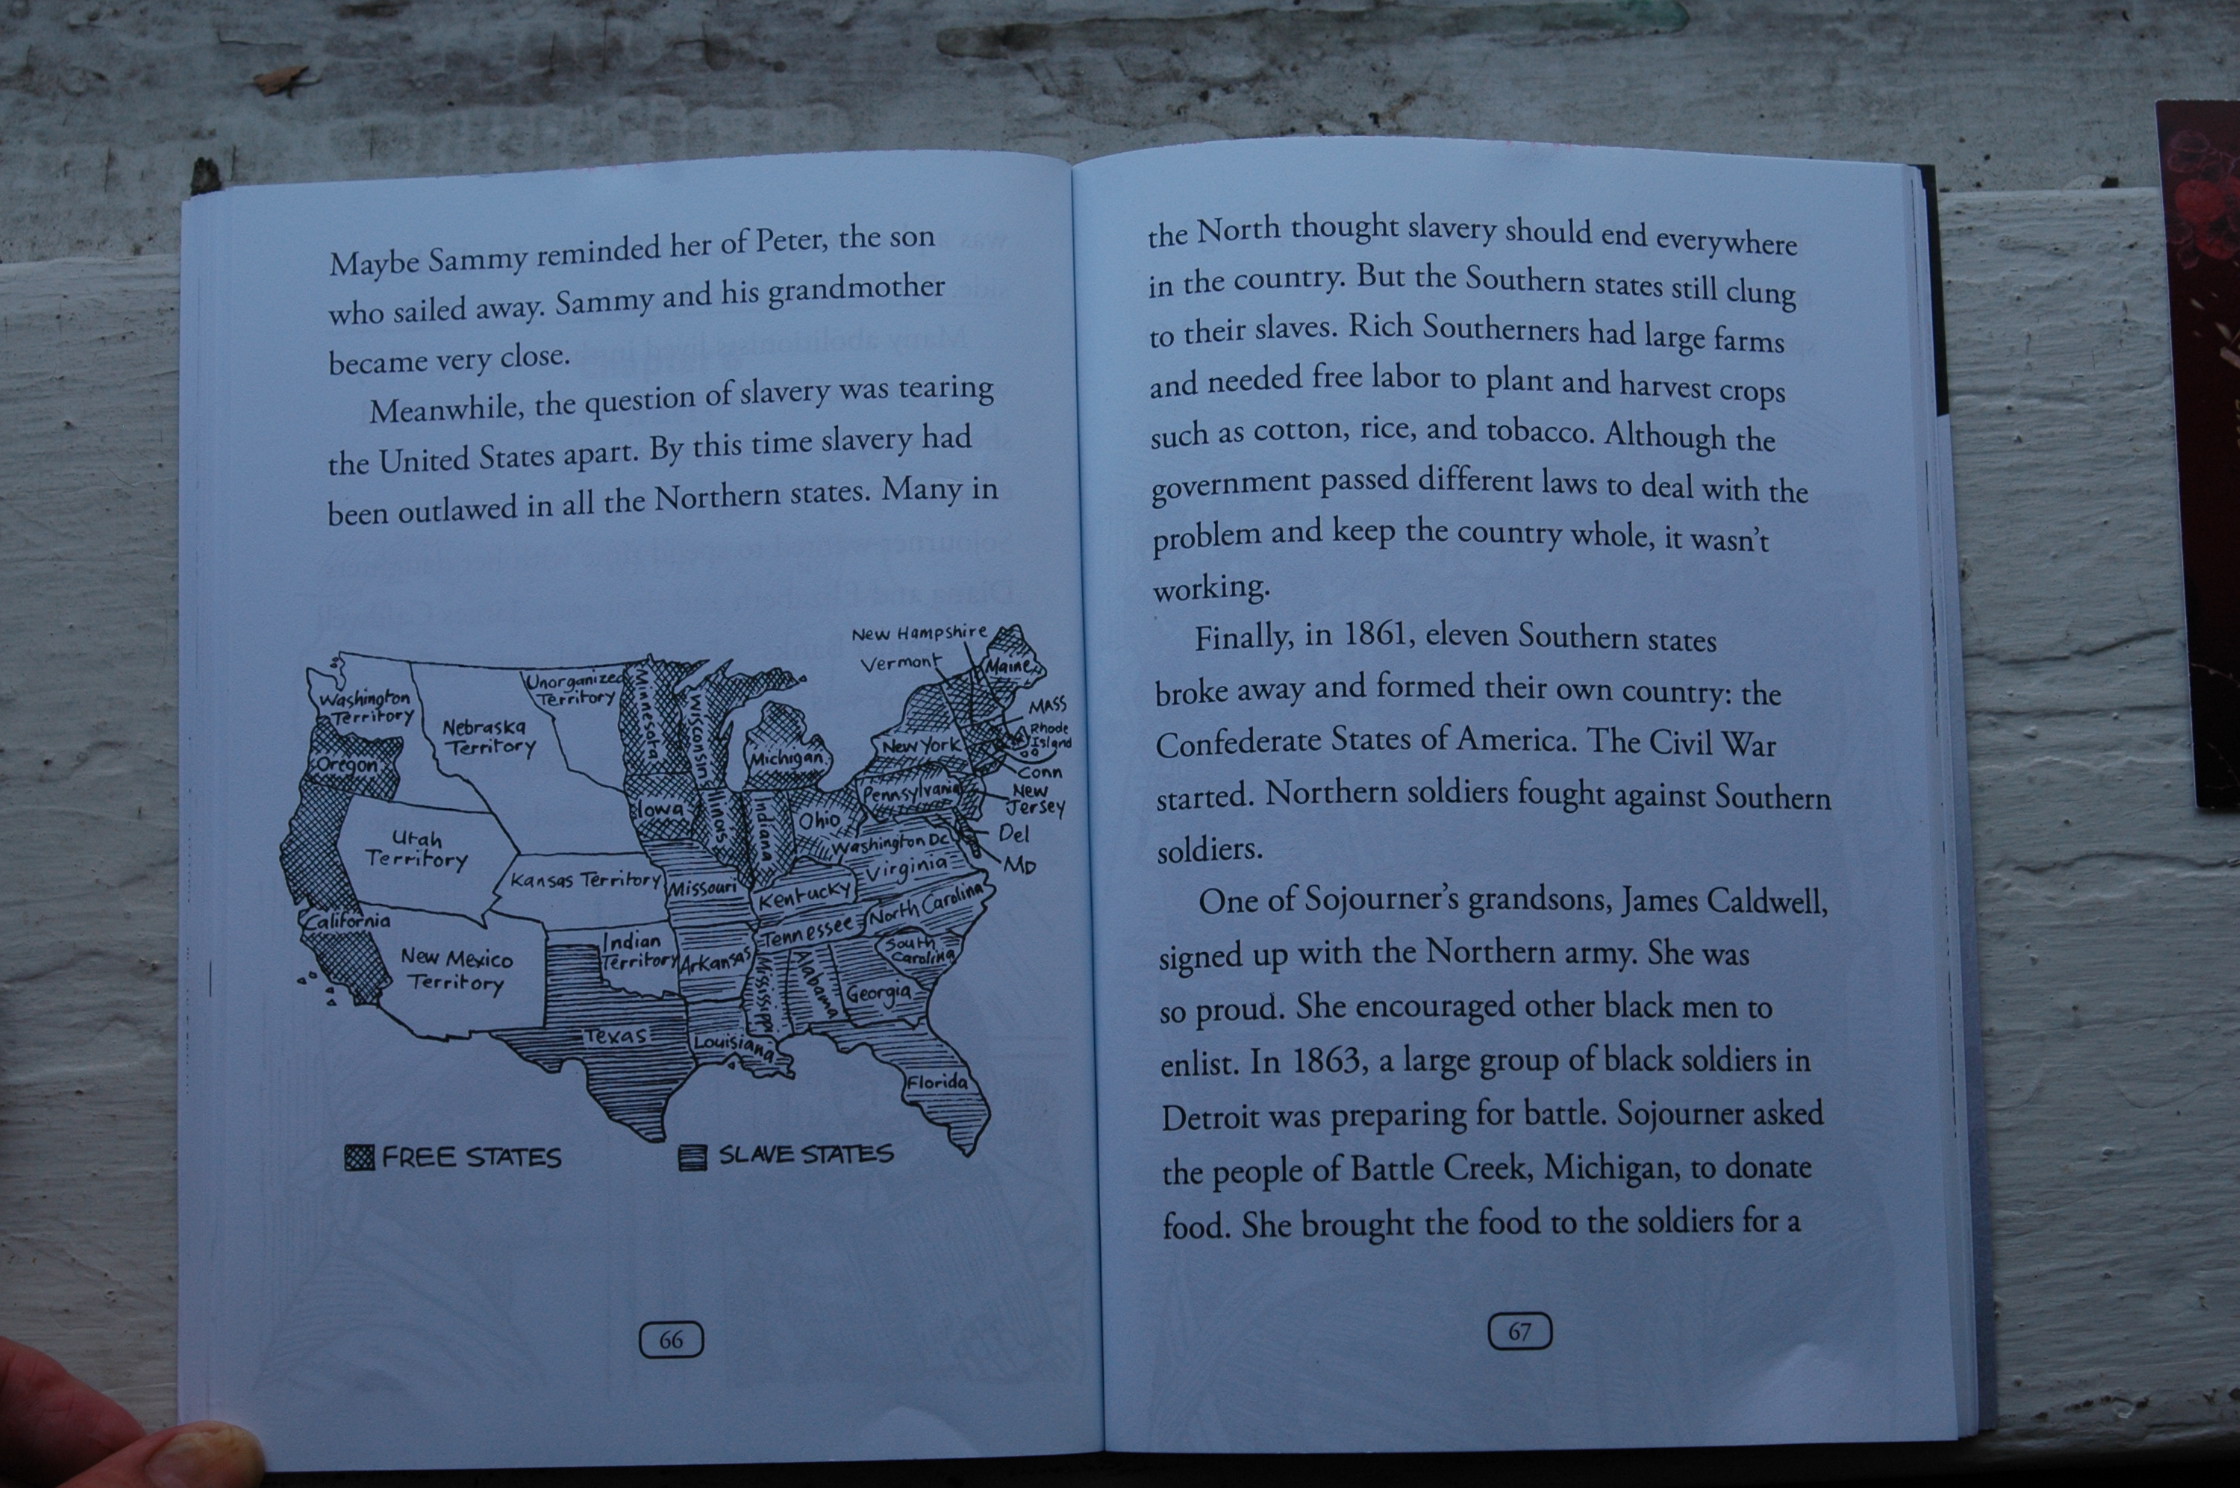 Maybe Sammy reminded her of Peter, the son
who sailed away. Sammy and his grandmother
became very close.
Meanwhile, the question of slavery was tearing
the United States apart. By this time slavery had
been outlawed in all the Northern states. Many in
New Hampshire
Vermont
Maine
MASS
Rhode
Island
Conn
New
Jersey
Del
MD
Washington
Territory
Nebraska
Territory
Unorganized
Territory
Minnesota
Wisconsin
Michigan
New York
Pennsylvania
Oregon
Iowa
Illinois
Indiana
Ohio
Washington DC
Virginia
Utah
Territory
Kansas Territory
Missouri
Kentucky
North Carolina
Tennessee
South
Carolina
California
New Mexico
Territory
Indian
Territory
Arkansas
Mississippi
Alabama
Georgia
Texas
Louisiana
Florida
FREE STATES
SLAVE STATES
66
the North thought slavery should end everywhere
in the country. But the Southern states still clung
to their slaves. Rich Southerners had large farms
and needed free labor to plant and harvest crops
such as cotton, rice, and tobacco. Although the
government passed different laws to deal with the
problem and keep the country whole, it wasn't
working.
Finally, in 1861, eleven Southern states
broke away and formed their own country: the
Confederate States of America. The Civil War
started. Northern soldiers fought against Southern
soldiers.
One of Sojourner's grandsons, James Caldwell,
signed up with the Northern army. She was
so proud. She encouraged other black men to
enlist. In 1863, a large group of black soldiers in
Detroit was preparing for battle. Sojourner asked
the people of Battle Creek, Michigan, to donate
food. She brought the food to the soldiers for a
67